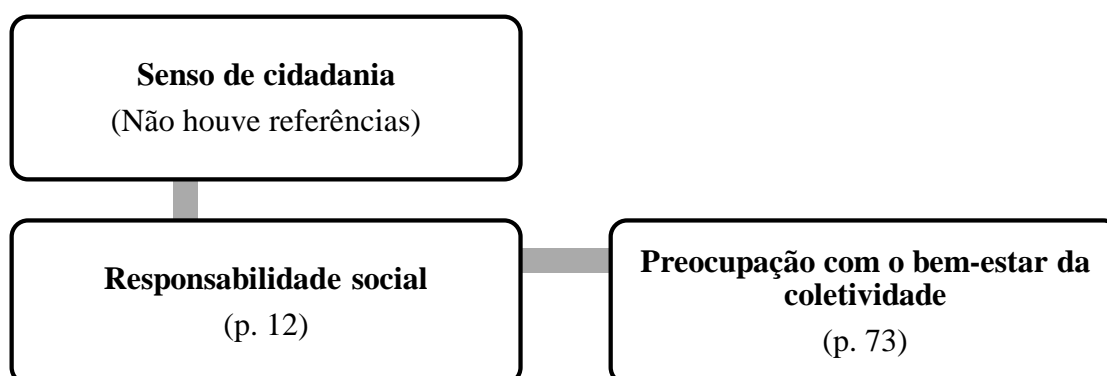 Senso de cidadania
(Não houve referências)
Responsabilidade social
(p. 12)
Preocupação com o bem-estar da
coletividade
(p. 73)